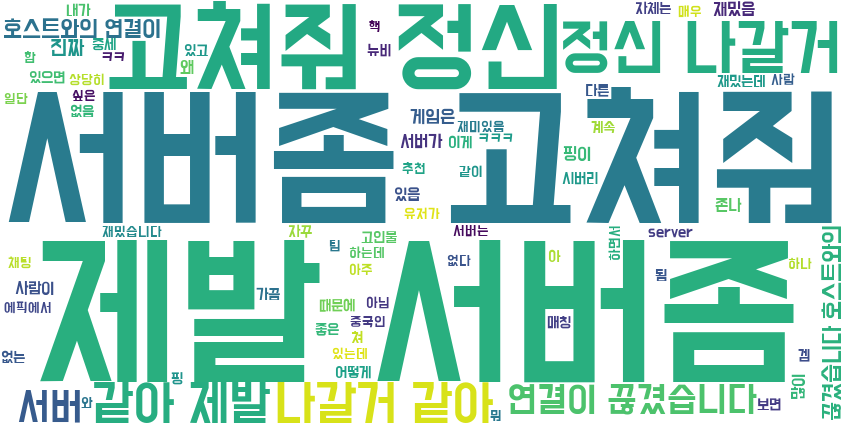 내가
호스트와의 연결이
진짜 중세
고쳐줘 정신
핵
뉴비
자체는 매우 재밌음
정신 나갈거
함
ㅋㅋ
있고
왜
있으면 상당히
일단 싶은
없음
재밌는데 사람
다른
서버좀 고쳐줘
게임은
서버가 이게
재미있음
ㅋㅋㅋ
추천
같이
있음
유저가
계속
핑이
시버리
존나
재밌습니다
자꾸
팀
고인물
하는데
아주
서버는
없다
server
아
서면하
됨
하나
제발 서버좀
채팅
사람이
에픽에서
없는
가끔
때문에 아님
좋은 중국인
쳐
있는데
어떻게
매칭
겜
많이
호스트와의
끊겼습니다
핑
서버 와 같아 제발 나갈거 같아 뭐 연결이 끊겼습니다 보면